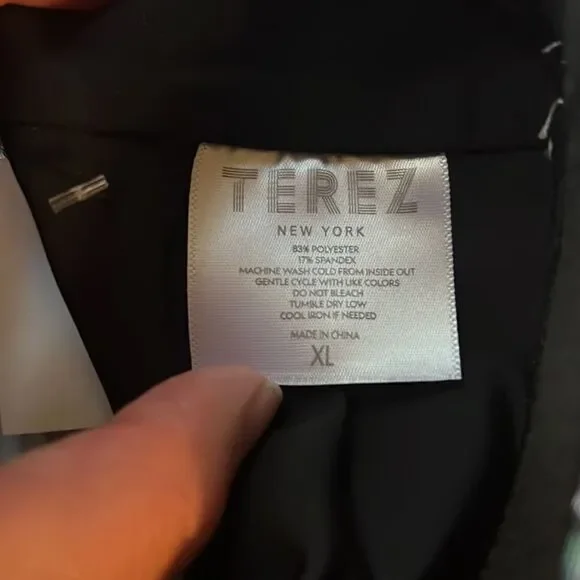 TEREZ
NEW YORK
83% POLYESTER
17% SPANDEX
MACHINE WASH COLD FROM INSIDE OUT
GENTLE CYCLE WITH LIKE COLORS
DO NOT BLEACH
TUMBLE DRY LOW
COOL IRON IF NEEDED
MADE IN CHINA
XL